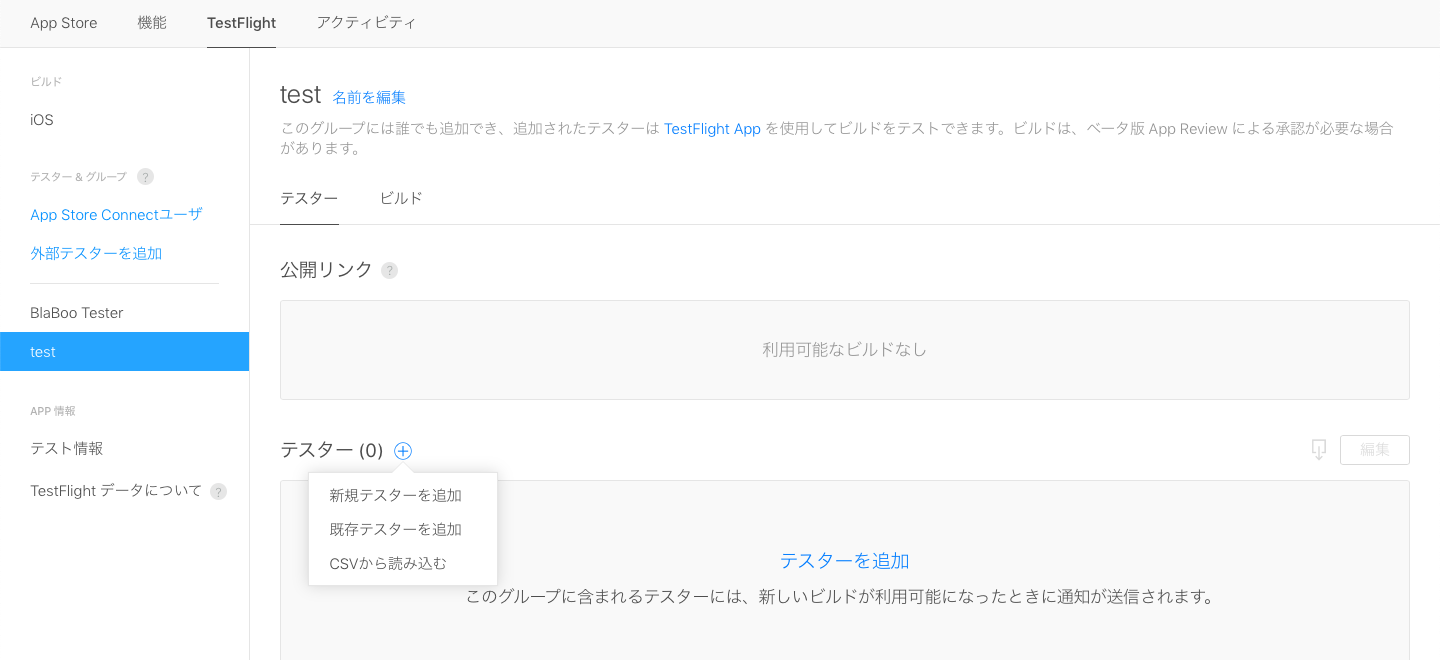 App Store 機能 TestFlight アクティビティ
ビルド
iOS
テスター & グループ ?
App Store Connectユーザ
外部テスターを追加
BlaBoo Tester
test
APP 情報
テスト情報
TestFlight データについて ?
test 名前を編集
このグループには誰でも追加でき、追加されたテスターは TestFlight App を使用してビルドをテストできます。ビルドは、ベータ版 App Review による承認が必要な場合
があります。
テスター ビルド
公開リンク ?
利用可能なビルドなし
テスター (0) 編集
新規テスターを追加
既存テスターを追加
CSVから読み込む
テスターを追加
このグループに含まれるテスターには、新しいビルドが利用可能になったときに通知が送信されます。